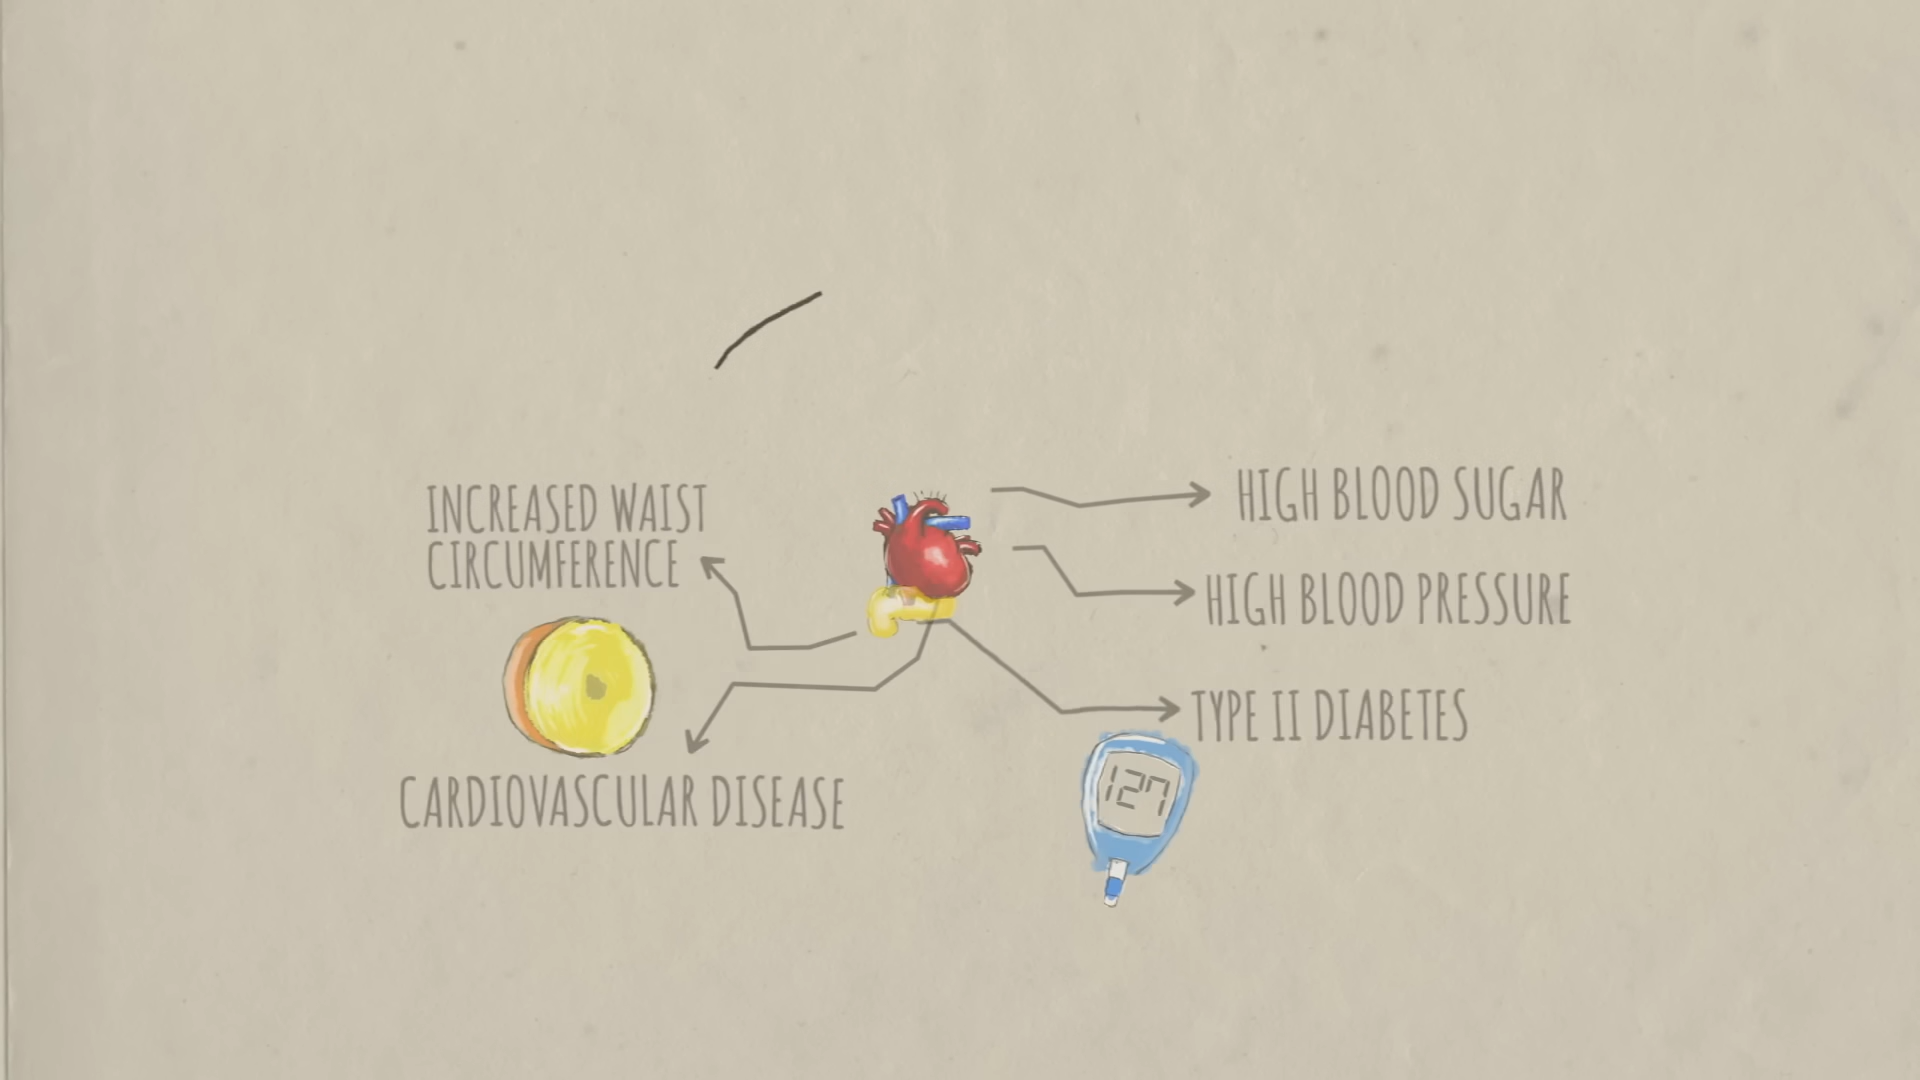 INCREASED WAIST
CIRCUMFERENCE
HIGH BLOOD SUGAR
HIGH BLOOD PRESSURE
TYPE II DIABETES
127
CARDIOVASCULAR DISEASE